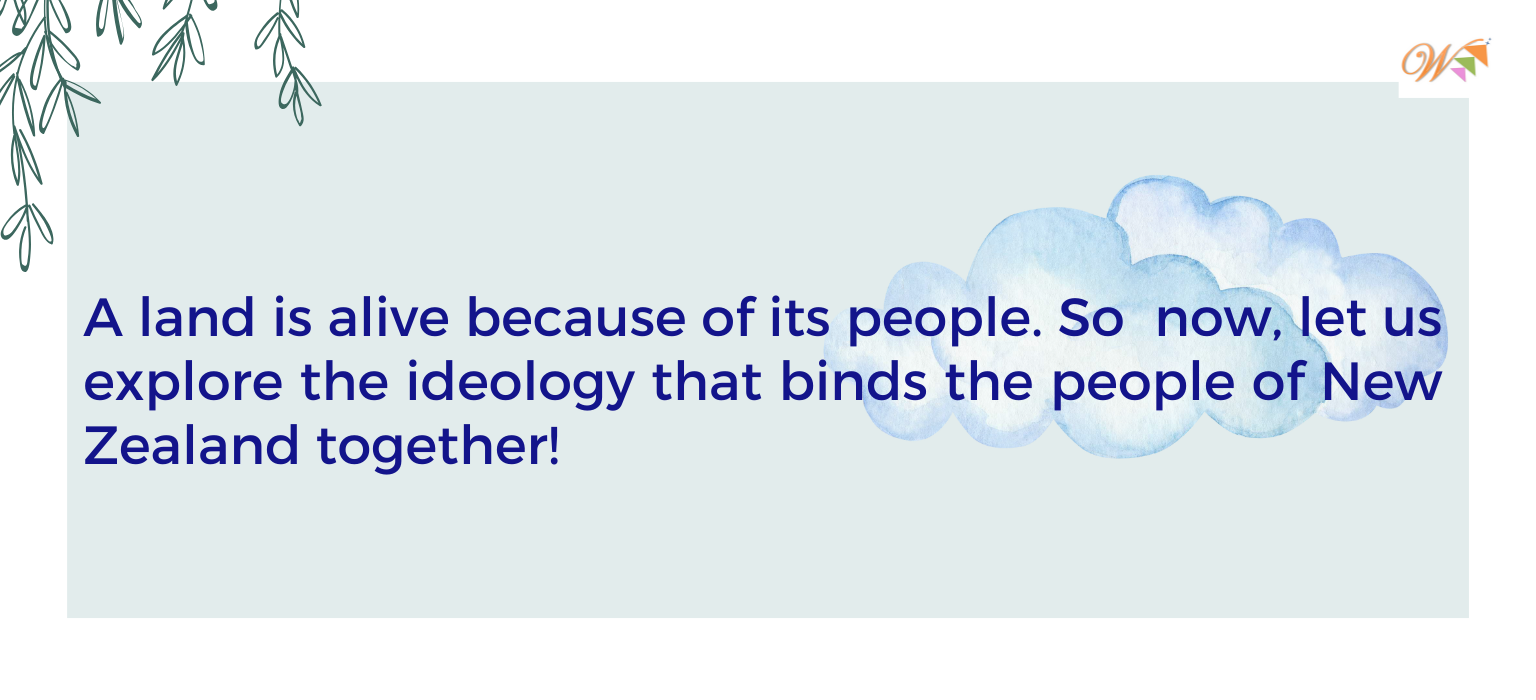 W
A land is alive because of its people. So  now, let us
explore the ideology that binds the people of New
Zealand together!